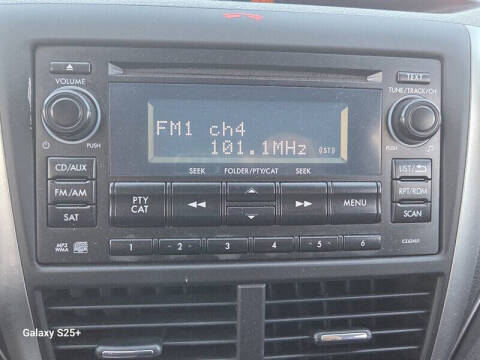 TEXT
VOLUME
TUNE/TRACK/CH
FM1 ch4
101.1MHz (ST)
PUSH
PUSH
SEEK FOLDER/PTY/CAT SEEK
CD/AUX
LIST/
FM/AM
PTY CAT
MENU
RPT/RDM
SAT
SCAN
MP3
WMA
1 2 3 4 5 6
Galaxy S25+